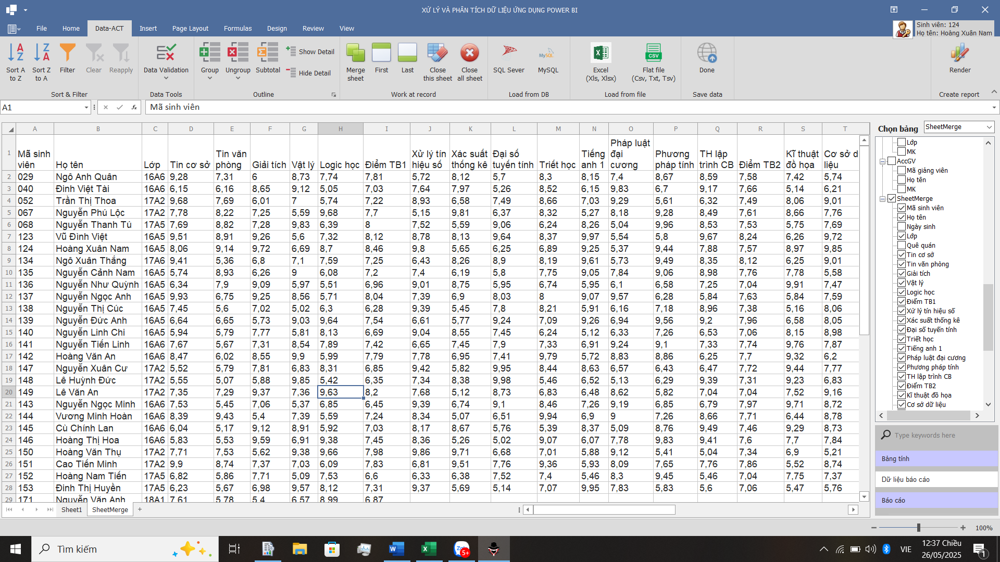 XỬ LÝ VÀ PHÂN TÍCH DỮ LIỆU ỨNG DỤNG POWER BI
File Home Data-ACT Insert Page Layout Formulas Design Review View
Sinh viên: 124
Họ tên: Hoàng Xuân Nam
Sort A to Z
Sort Z to A
Filter
Clear
Reapply
Data Validation
Group
Ungroup
Subtotal
Show Detail
Hide Detail
Merge sheet
First
Last
Close this sheet
Close all sheet
SQL Sever
MySQL
MySQL
Excel (Xls, Xlsx)
CSV
Flat file (Csv, Txt, Tsv)
Done
Render
Sort & Filter Data Tools Outline Work at record Load from DB Load from file Save data Create report
A1 fx Mã sinh viên
A B C D E F G H I J K L M N O P Q R S T
1 Mã sinh viên Họ tên Lớp Tin cơ sở Tin văn phòng Giải tích Vật lý Logic học Điểm TB1 Xử lý tín hiệu số Xác suất thống kê Đại số tuyến tính Triết học Tiếng anh 1 Pháp luật đại cương Phương pháp tính TH lập trình CB Điểm TB2 Kĩ thuật đồ họa Cơ sở d liệu
2 029 Ngô Anh Quân 16A6 9,28 7,31 6 8,73 7,74 7,81 5,72 8,12 5,7 8,3 8,15 7,4 8,67 8,59 7,58 7,42 5,74
3 040 Đinh Việt Tài 16A6 6,15 6,16 8,65 9,12 5,05 7,03 7,64 7,97 5,26 8,52 6,15 9,83 6,7 9,17 7,66 5,14 6,21
4 052 Trần Thị Thoa 17A2 9,68 7,69 6,01 7 5,74 7,22 8,93 6,58 7,49 8,66 7,03 9,29 5,61 6,32 7,49 8,06 9,01
5 067 Nguyễn Phú Lộc 17A2 7,78 8,22 7,25 5,59 9,68 7,7 5,15 9,81 6,37 8,32 5,27 8,18 9,28 8,49 7,61 8,66 7,76
6 068 Nguyễn Thanh Tú 17A5 7,69 8,82 7,28 9,83 6,39 8 7,52 5,59 9,06 6,24 8,26 5,04 9,96 8,53 7,53 5,75 7,69
7 123 Vũ Đình Việt 16A5 9,51 8,91 9,26 5,6 7,32 8,12 8,78 8,13 9,64 8,37 9,97 5,54 5,8 9,67 8,24 6,26 9,72
8 124 Hoàng Xuân Nam 16A5 8,06 9,14 9,72 6,69 8,7 8,46 9,8 5,65 6,25 6,89 9,25 5,37 9,44 7,88 7,57 8,97 9,85
9 134 Ngô Xuân Thắng 17A6 9,41 5,36 6,8 7,1 7,59 7,25 6,43 8,26 8,9 8,19 9,61 5,73 9,49 8,35 8,12 6,25 9,01
10 135 Nguyễn Cảnh Nam 16A5 5,74 8,93 6,26 9 6,08 7,2 7,4 6,19 5,8 7,75 9,05 7,84 9,06 8,98 7,76 7,78 5,58
11 136 Nguyễn Như Quỳnh 16A5 6,34 7,9 9,09 5,97 5,51 6,96 9,01 8,75 5,95 6,74 5,95 6,1 6,58 7,25 7,04 9,91 7,47
12 137 Nguyễn Ngọc Anh 16A5 9,93 6,75 9,25 8,56 5,71 8,04 7,39 6,9 8,03 8 9,07 9,57 6,28 5,84 7,63 5,84 7,59
13 138 Nguyễn Thị Cúc 16A5 7,45 5,6 7,02 5,02 6,3 6,28 9,39 5,45 7,8 8,21 5,91 6,16 7,18 8,96 7,38 5,16 8,06
14 139 Nguyễn Đức Anh 16A5 6,64 6,65 5,73 9,03 9,64 7,54 6,61 5,77 9,24 7,09 9,26 6,94 9,56 9,2 7,96 6,58 8,05
15 140 Nguyễn Linh Chi 16A5 5,94 5,79 7,77 5,81 8,13 6,69 9,04 8,55 7,45 6,24 5,12 6,33 7,26 6,53 7,06 8,15 8,98
16 141 Nguyễn Tiến Linh 16A6 7,67 5,67 7,31 8,54 7,89 7,42 6,65 7,45 7,9 7,33 6,91 9,24 9,1 7,33 7,74 9,76 7,87
17 142 Hoàng Văn An 16A6 8,47 6,02 8,55 9,9 5,99 7,79 7,78 6,95 7,41 9,79 5,72 8,83 8,86 6,25 7,7 9,32 6,2
18 147 Nguyễn Xuân Cư 17A2 5,52 5,79 7,81 6,83 8,31 6,85 9,42 5,82 9,95 8,44 8,63 6,57 6,43 6,47 7,72 9,44 7,77
19 148 Lê Huỳnh Đức 17A2 5,55 5,07 5,88 9,85 5,42 6,35 7,34 8,38 9,98 5,46 6,52 5,13 6,29 9,39 7,31 9,23 6,83
20 149 Lê Văn An 17A2 7,35 7,29 9,37 7,36 9,63 8,2 7,68 5,12 8,73 6,83 6,48 8,62 5,82 7,04 7,04 7,52 9,16
21 143 Nguyễn Ngọc Minh 16A6 7,53 5,45 7,06 5,37 6,85 6,45 9,39 6,74 9,1 8,46 7,26 9,19 6,85 6,79 7,97 9,71 8,72
22 144 Vương Minh Hoàn 16A6 8,39 9,43 5,4 7,39 5,59 7,24 8,34 5,07 6,51 9,94 6,9 9 7,26 8,66 7,71 6,44 8,78
23 145 Cù Chính Lan 16A6 6,04 5,17 9,12 8,91 5,92 7,03 8,17 8,67 5,76 5,39 8,37 5,09 8,76 9,49 7,46 9,29 8,73
24 146 Hoàng Thị Hoa 16A6 5,83 5,53 9,59 6,91 9,38 7,45 8,36 5,26 5,02 9,07 6,07 7,78 9,83 9,41 7,6 7,7 7,84
25 150 Hoàng Văn Thụ 17A2 7,71 7,53 5,62 9,38 9,66 7,98 9,86 9,71 6,68 7,01 5,88 9,12 5,41 5,04 7,34 6,9 5,21
26 151 Cao Tiến Minh 17A2 9,9 8,74 7,37 7,03 6,09 7,83 6,81 9,51 7,76 9,36 5,93 8,09 7,65 7,76 7,86 5,52 8,74
27 152 Hoàng Nam Tiến 17A5 6,82 5,86 7,71 5,09 7,53 6,6 6,33 6,38 7,52 7,4 5,46 8,3 9,45 5,46 7,04 7,75 7,37
28 153 Đinh Thị Huyền 17A5 6,23 5,67 6,98 9,57 8,12 7,31 9,37 5,69 5,14 7,07 9,95 7,83 5,83 5,6 7,06 5,47 5,76
29 171 Nguyễn Văn Anh 18A1 7,61 5,78 5,4 6,57 8,99 6,87
Sheet1 SheetMerge +
Chọn bảng SheetMerge
Lớp
MK
AccGV
Mã giảng viên
Họ tên
MK
SheetMerge
Mã sinh viên
Họ tên
Ngày sinh
Lớp
Quê quán
Tin cơ sở
Tin văn phòng
Giải tích
Vật lý
Logic học
Điểm TB1
Xử lý tín hiệu số
Xác suất thống kê
Đại số tuyến tính
Triết học
Tiếng anh 1
Pháp luật đại cương
Phương pháp tính
TH lập trình CB
Điểm TB2
Kĩ thuật đồ họa
Cơ sở dữ liệu
Type keywords here
Bảng tính
Dữ liệu báo cáo
Báo cáo
100%
Tìm kiếm
5+
VIE
12:37 Chiều
26/05/2025
1